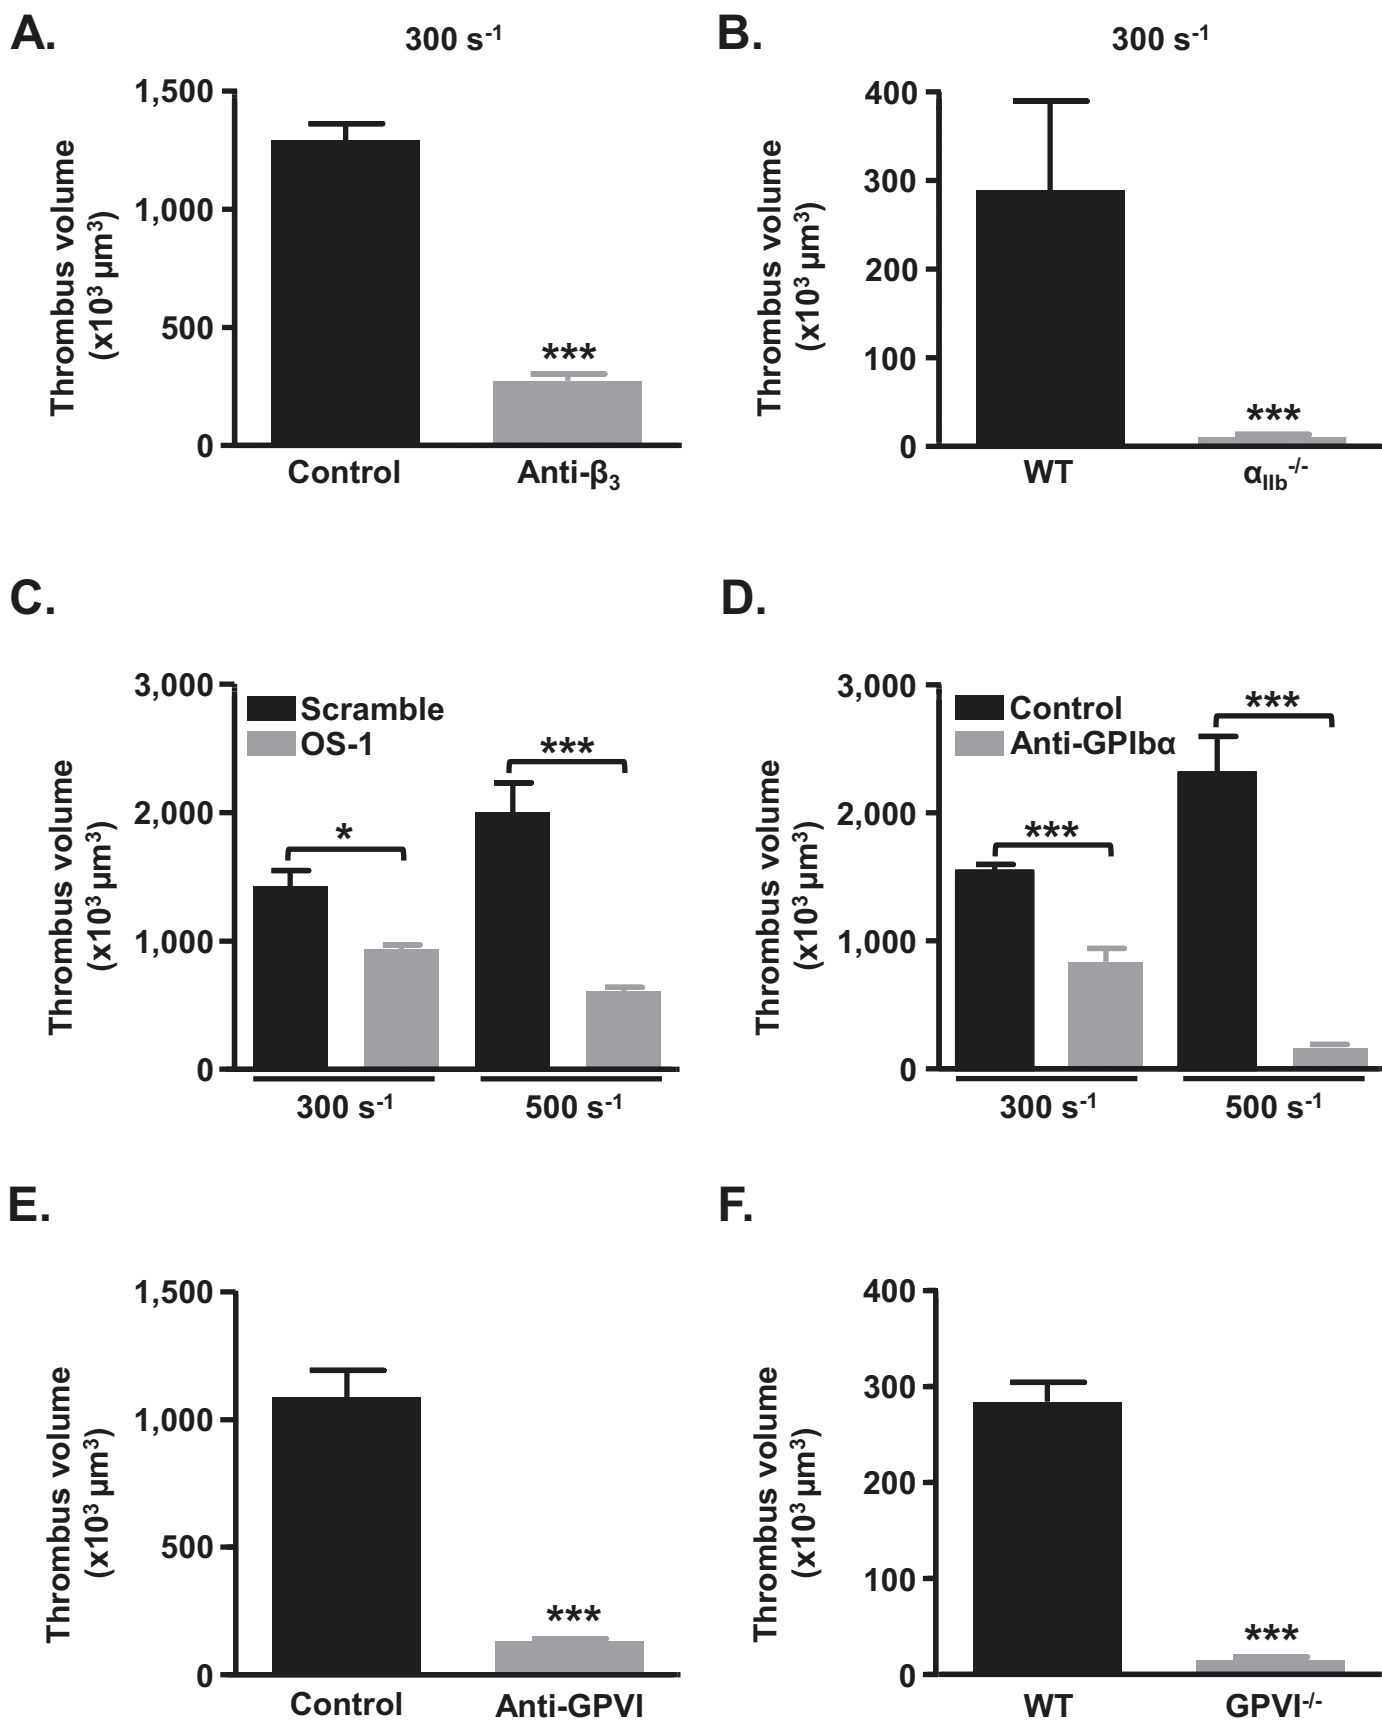 A.
300 s⁻¹
Thrombus volume
(x10³ µm³)
1,500
1,000
500
0
***
Control
Anti-β₃
B.
300 s⁻¹
Thrombus volume
(x10³ µm³)
400
300
200
100
0
***
WT
αIIb⁻/⁻
C.
Thrombus volume
(x10³ µm³)
3,000
2,000
1,000
0
Scramble
OS-1
*
***
300 s⁻¹
500 s⁻¹
D.
Thrombus volume
(x10³ µm³)
3,000
2,000
1,000
0
Control
Anti-GPIbα
***
***
300 s⁻¹
500 s⁻¹
E.
Thrombus volume
(x10³ µm³)
1,500
1,000
500
0
***
Control
Anti-GPVI
F.
Thrombus volume
(x10³ µm³)
400
300
200
100
0
***
WT
GPVI⁻/⁻